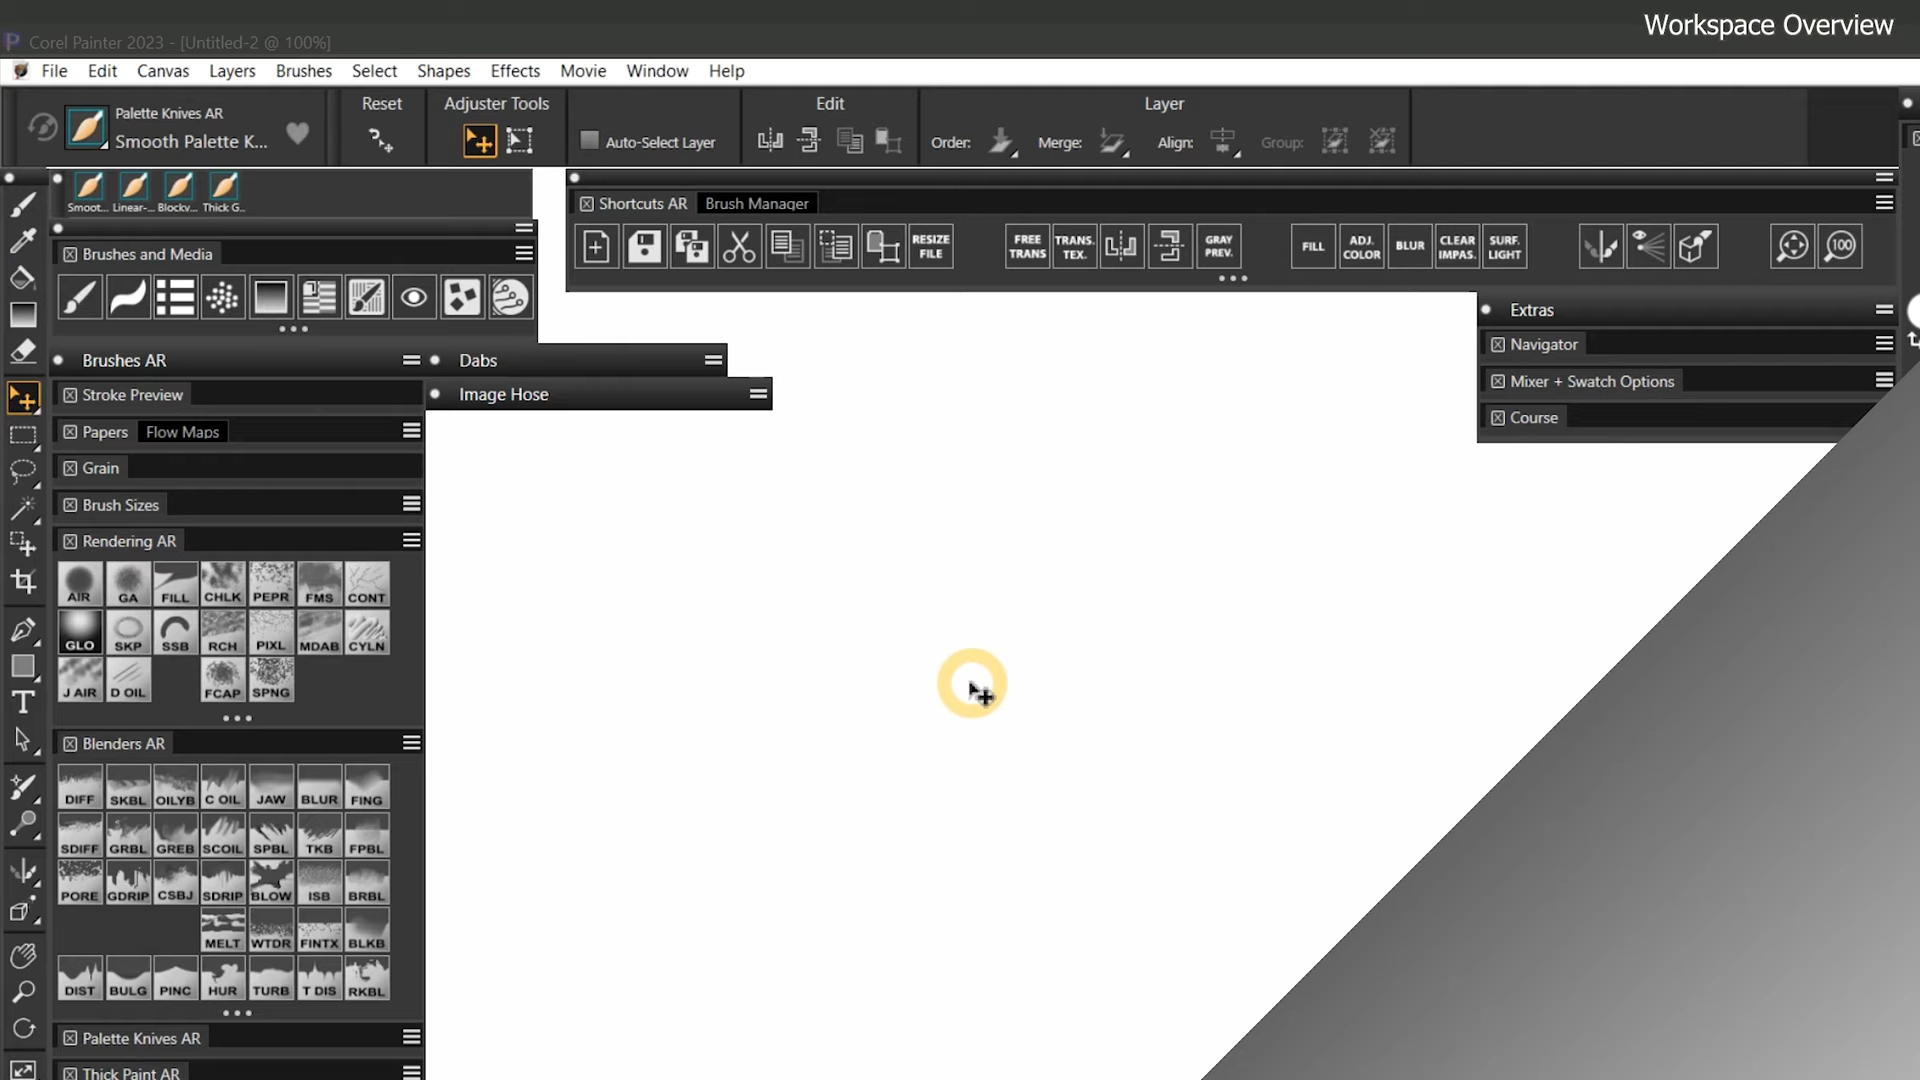 Workspace Overview
Corel Painter 2023 - [Untitled-2 @ 100%]
File Edit Canvas Layers Brushes Select Shapes Effects Movie Window Help
Palette Knives AR
Smooth Palette K...
Reset
Adjuster Tools
Auto-Select Layer
Edit
Layer
Order: Merge: Align: Group:
Smoot... Linear-... Blockv... Thick G..
Shortcuts AR Brush Manager
RESIZE FILE
FREE TRANS
TRANS. TEX.
GRAY PREV.
FILL
ADJ. COLOR
BLUR
CLEAR IMPAS.
SURF. LIGHT
100
Brushes and Media
Extras
Navigator
Mixer + Swatch Options
Course
Brushes AR
Dabs
Image Hose
Stroke Preview
Papers Flow Maps
Grain
Brush Sizes
Rendering AR
AIR GA FILL CHLK PEPR FMS CONT
GLO SKP SSB RCH PIXL MDAB CYLN
J AIR D OIL FCAP SPNG
Blenders AR
DIFF SKBL OILYB C OIL JAW BLUR FING
SDIFF GRBL GREB SCOIL SPBL TKB FPBL
PORE GDRIP CSBJ SDRIP BLOW ISB BRBL
MELT WTDR FINTX BLKB
DIST BULG PINC HUR TURB T DIS RKBL
Palette Knives AR
Thick Paint AR